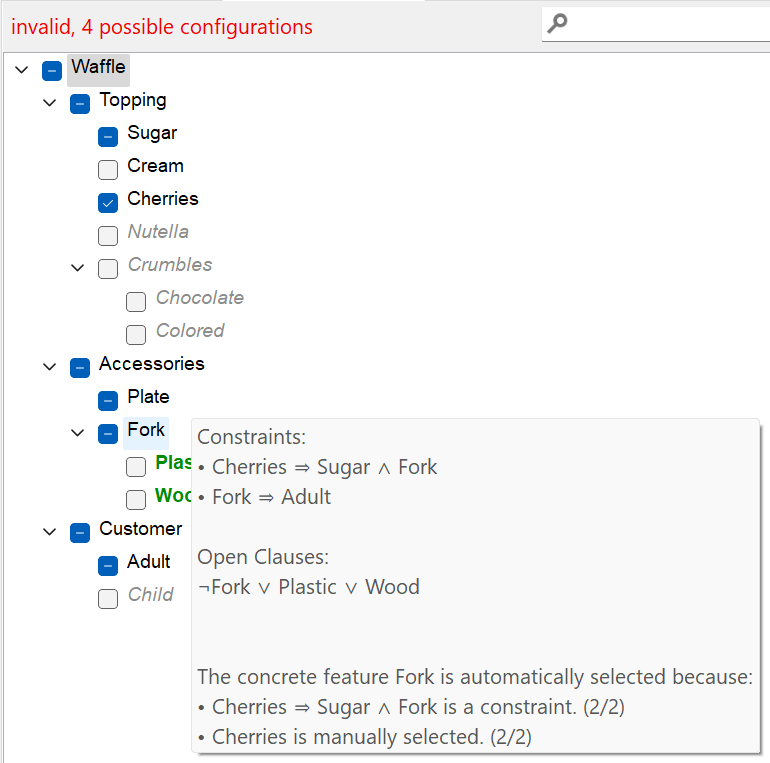 invalid, 4 possible configurations
Waffle
Topping
Sugar
Cream
Cherries
Nutella
Crumbles
Chocolate
Colored
Accessories
Plate
Fork
Constraints:
• Cherries ⇒ Sugar ∧ Fork
Plas
• Fork ⇒ Adult
Woo
Customer
Open Clauses:
Adult
¬Fork ∨ Plastic ∨ Wood
Child
The concrete feature Fork is automatically selected because:
• Cherries ⇒ Sugar ∧ Fork is a constraint. (2/2)
• Cherries is manually selected. (2/2)